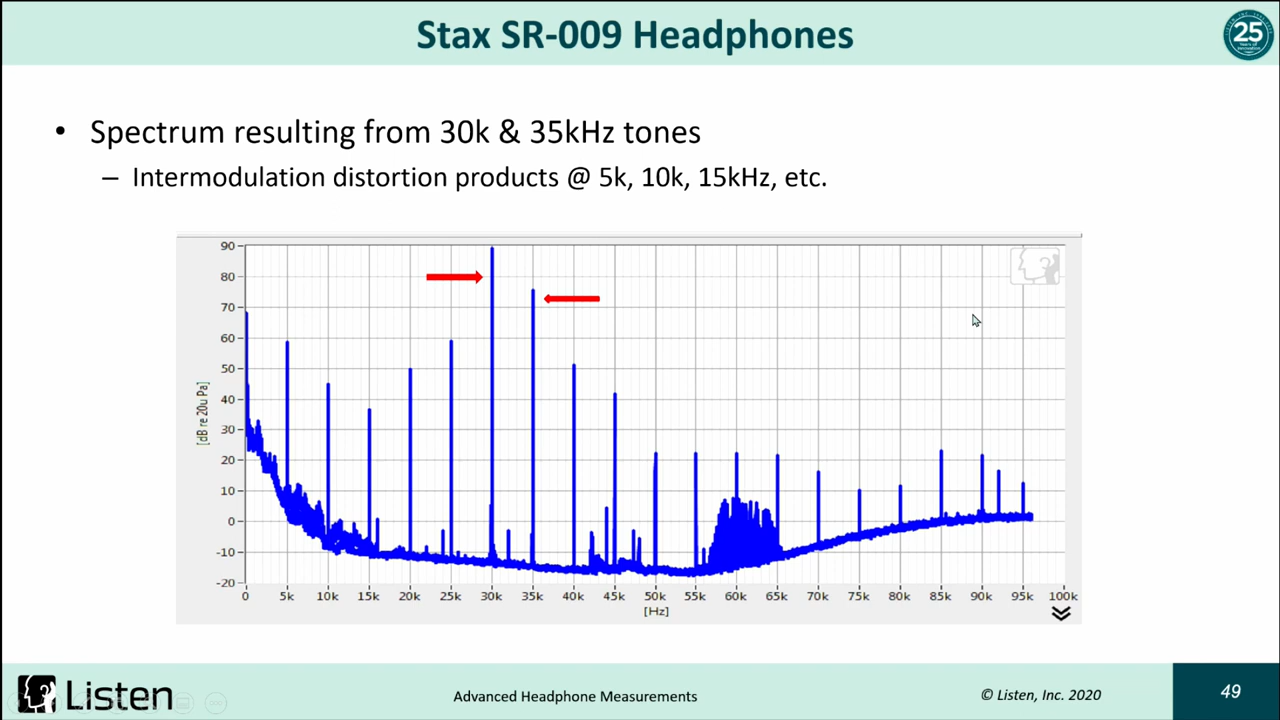 Stax SR-009 Headphones
25
• Spectrum resulting from 30k & 35kHz tones
– Intermodulation distortion products @ 5k, 10k, 15kHz, etc.
90
80
70
60
50
40
30
20
10
0
-10
-20
[dB re 20u Pa]
0 5k 10k 15k 20k 25k 30k 35k 40k 45k 50k 55k 60k 65k 70k 75k 80k 85k 90k 95k 100k
[Hz]
Listen
Advanced Headphone Measurements
© Listen, Inc. 2020
49